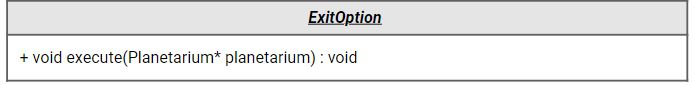 ExitOption
+ void execute(Planetarium* planetarium) : void